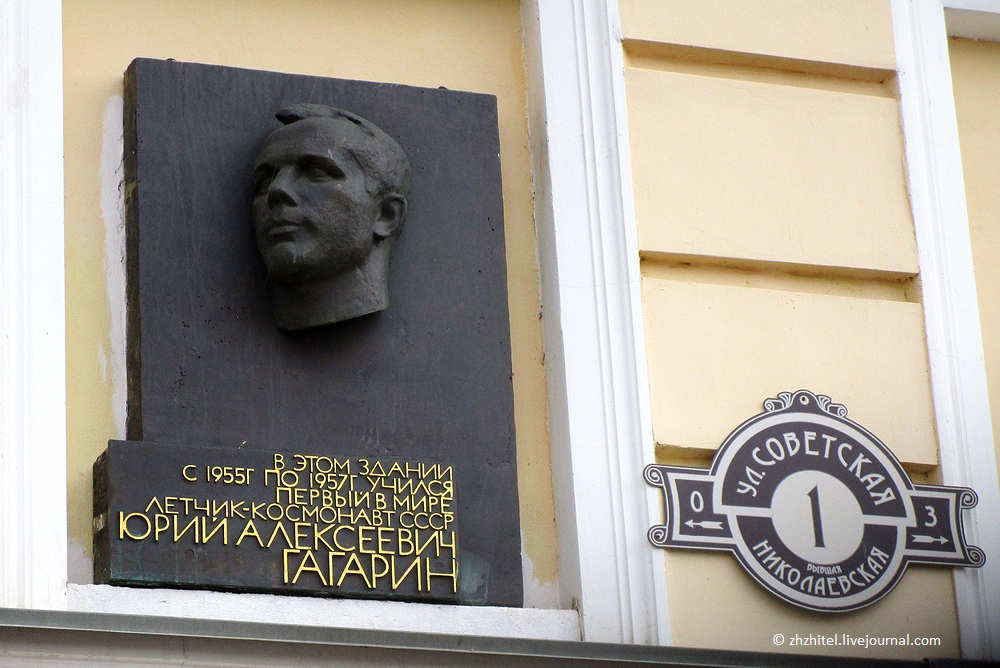 В ЭТОМ ЗДАНИИ
С 1955Г ПО 1957Г УЧИЛСЯ
ПЕРВЫЙ В МИРЕ
ЛЕТЧИК-КОСМОНАВТ СССР
ЮРИЙ АЛЕКСЕЕВИЧ
ГАГАРИН
УЛ. СОВЕТСКАЯ
0
1
3
БЫВШАЯ
НИКОЛАЕВСКАЯ
© zhzhitel.livejournal.com